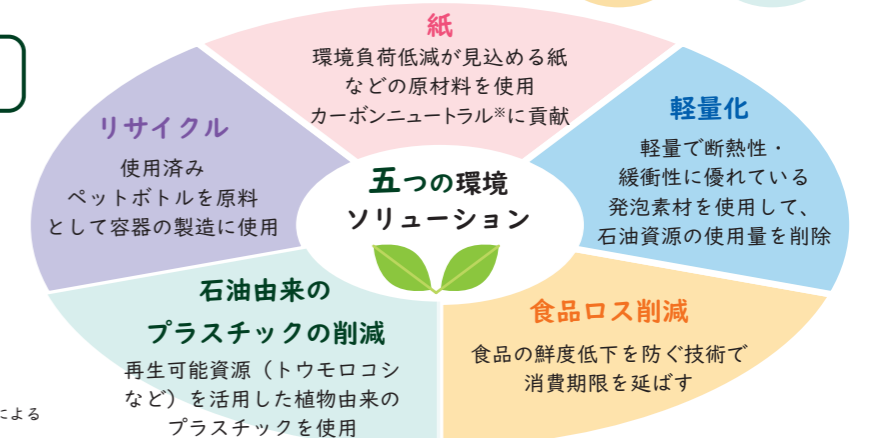 紙
環境負荷低減が見込める紙
などの原材料を使用
カーボンニュートラル※に貢献
軽量化
軽量で断熱性・
緩衝性に優れている
発泡素材を使用して、
石油資源の使用量を削除
リサイクル
使用済み
ペットボトルを原料
として容器の製造に使用
五つの環境
ソリューション
石油由来の
プラスチックの削減
再生可能資源（トウモロコシ
など）を活用した植物由来の
プラスチックを使用
食品ロス削減
食品の鮮度低下を防ぐ技術で
消費期限を延ばす
による